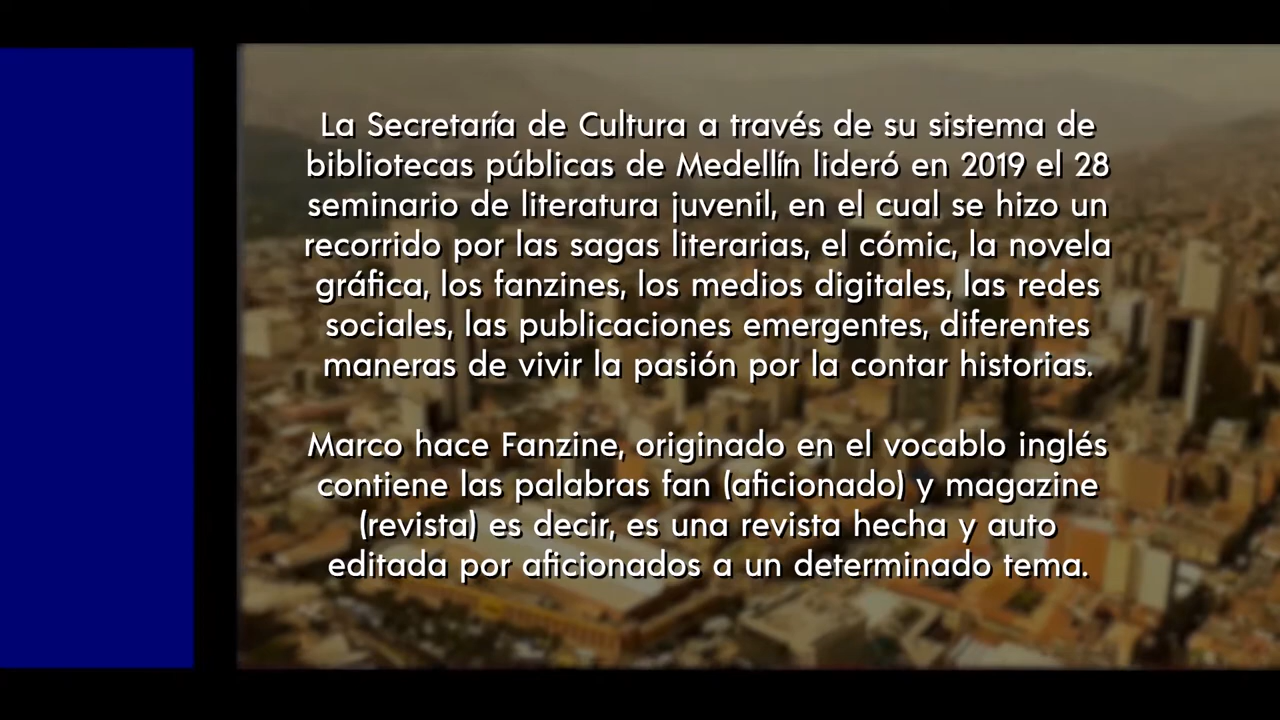 La Secretaría de Cultura a través de su sistema de
bibliotecas públicas de Medellín lideró en 2019 el 28
seminario de literatura juvenil, en el cual se hizo un
recorrido por las sagas literarias, el cómic, la novela
gráfica, los fanzines, los medios digitales, las redes
sociales, las publicaciones emergentes, diferentes
maneras de vivir la pasión por la contar historias.
Marco hace Fanzine, originado en el vocablo inglés
contiene las palabras fan (aficionado) y magazine
(revista) es decir, es una revista hecha y auto
editada por aficionados a un determinado tema.